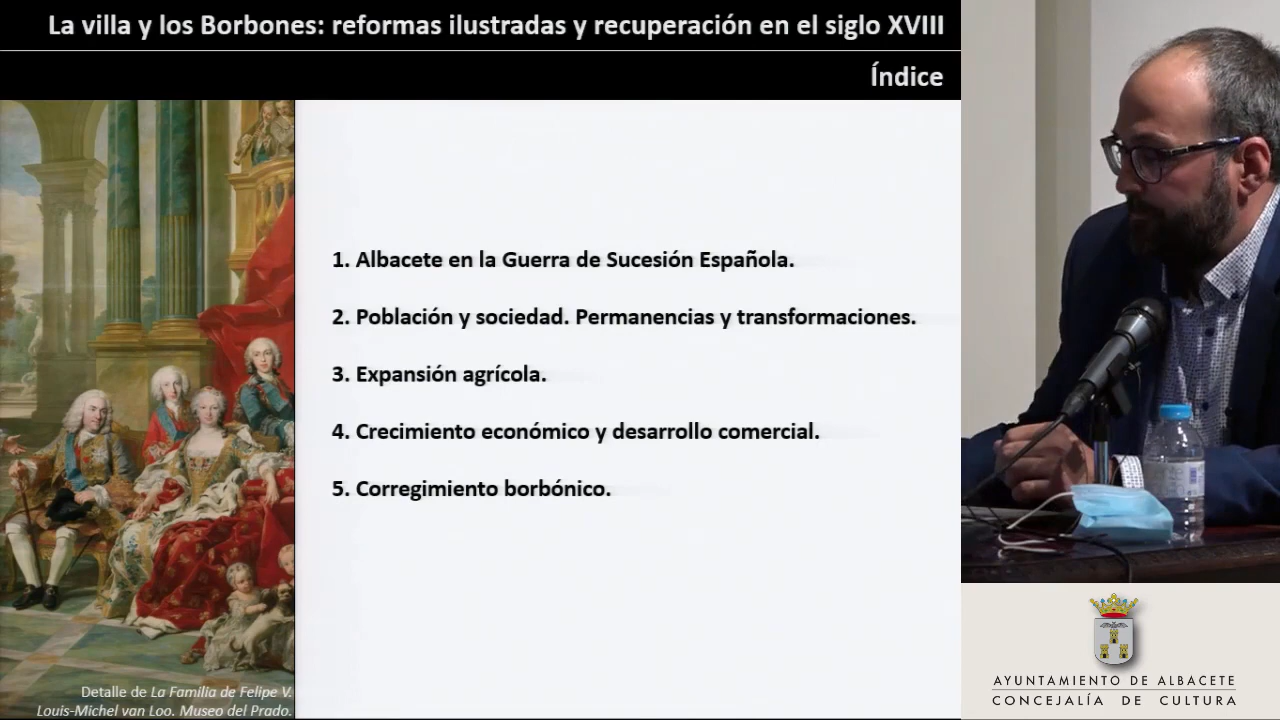 La villa y los Borbones: reformas ilustradas y recuperación en el siglo XVIII
Índice
1. Albacete en la Guerra de Sucesión Española.
2. Población y sociedad. Permanencias y transformaciones.
3. Expansión agrícola.
4. Crecimiento económico y desarrollo comercial.
5. Corregimiento borbónico.
Detalle de La Familia de Felipe V.
Louis-Michel van Loo. Museo del Prado.
AYUNTAMIENTO DE ALBACETE
CONCEJALÍA DE CULTURA